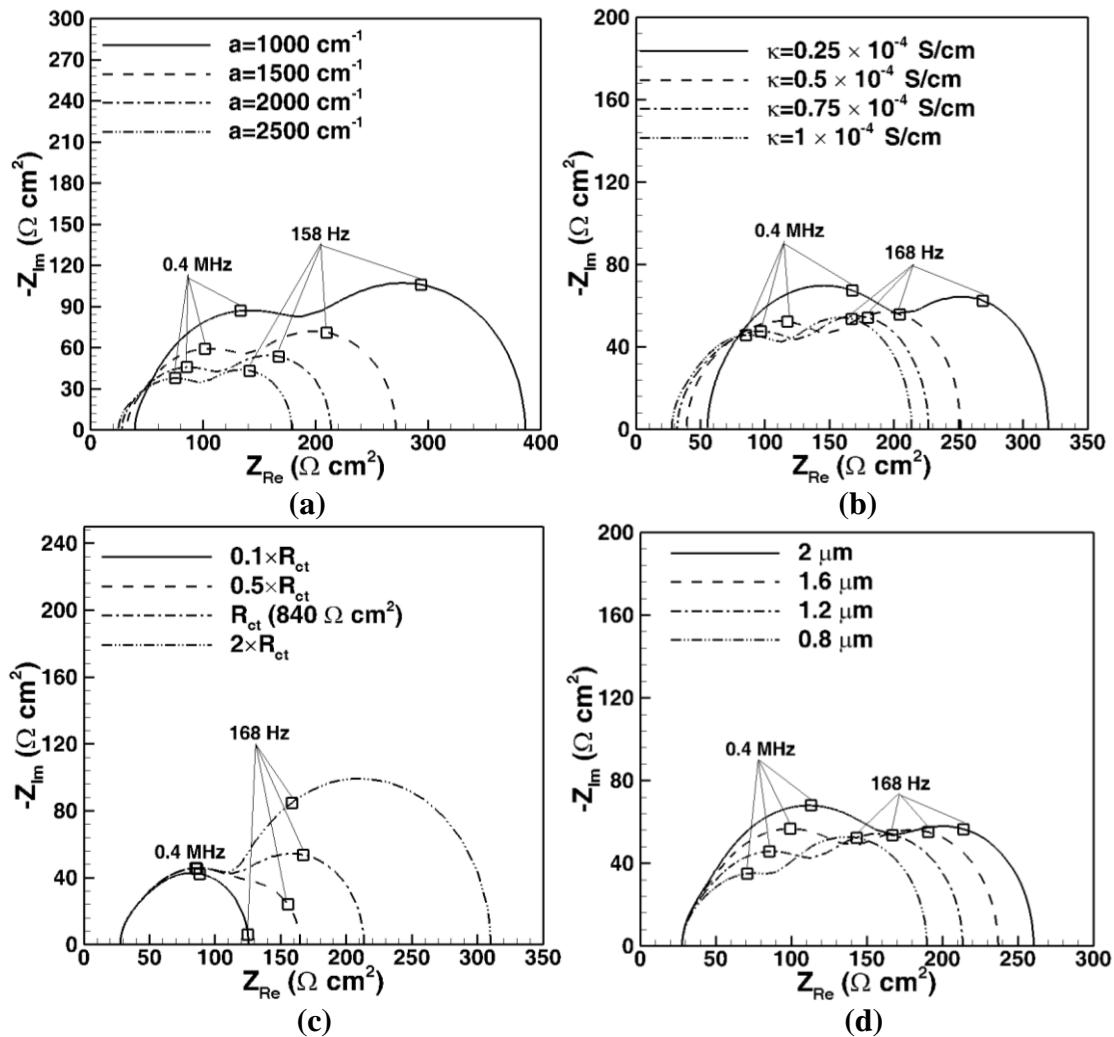 300
270
240
210
180
150
120
90
60
30
0
-Z_Im (Ω cm²)
a=1000 cm⁻¹
a=1500 cm⁻¹
a=2000 cm⁻¹
a=2500 cm⁻¹
158 Hz
0.4 MHz
0 100 200 300 400
Z_Re (Ω cm²)
(a)
200
160
120
80
40
0
-Z_Im (Ω cm²)
κ=0.25 × 10⁻⁴ S/cm
κ=0.5 × 10⁻⁴ S/cm
κ=0.75 × 10⁻⁴ S/cm
κ=1 × 10⁻⁴ S/cm
0.4 MHz
168 Hz
0 50 100 150 200 250 300 350
Z_Re (Ω cm²)
(b)
240
200
160
120
80
40
0
-Z_Im (Ω cm²)
0.1×R_ct
0.5×R_ct
R_ct (840 Ω cm²)
2×R_ct
168 Hz
0.4 MHz
0 50 100 150 200 250 300 350
Z_Re (Ω cm²)
(c)
200
160
120
80
40
0
-Z_Im (Ω cm²)
2 μm
1.6 μm
1.2 μm
0.8 μm
0.4 MHz
168 Hz
0 50 100 150 200 250 300
Z_Re (Ω cm²)
(d)